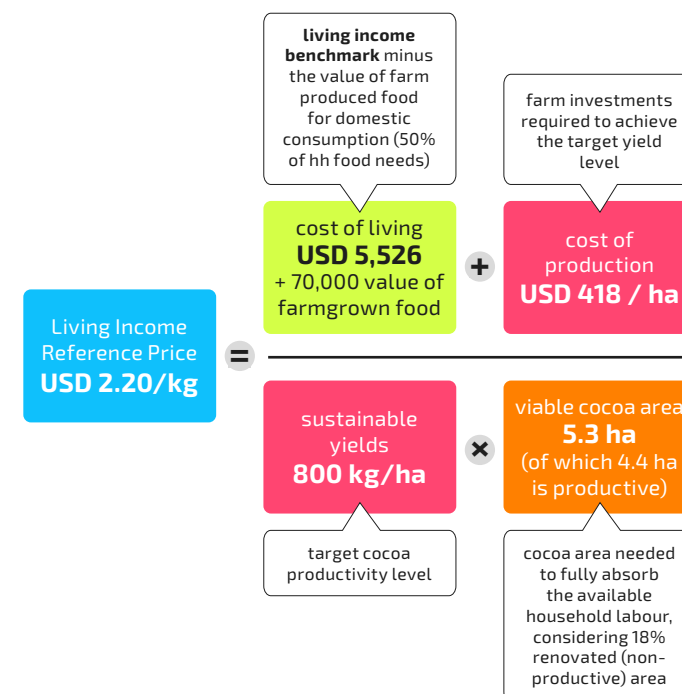 living income
benchmark minus
the value of farm
produced food
for domestic
consumption (50%
of hh food needs)
farm investments
required to achieve
the target yield
level
cost of living
USD 5,526
+ 70,000 value of
farmgrown food
+
cost of
production
USD 418 / ha
Living Income
Reference Price
USD 2.20/kg
=
sustainable
yields
800 kg/ha
×
viable cocoa area
5.3 ha
(of which 4.4 ha
is productive)
target cocoa
productivity level
cocoa area needed
to fully absorb
the available
household labour,
considering 18%
renovated (non-
productive) area